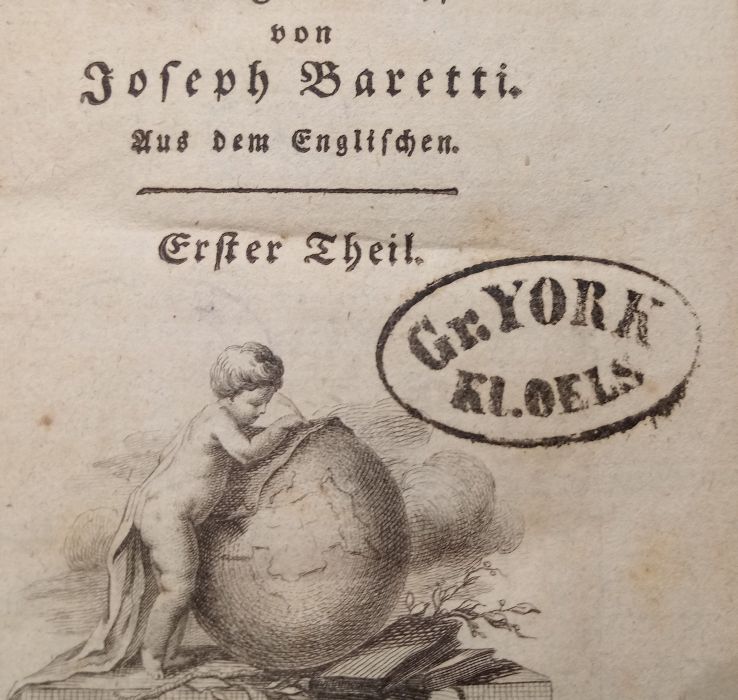 von
Joſeph Baretti.
Aus dem Engliſchen.
Erſter Theil.
Gr. YORK
KL. OELS